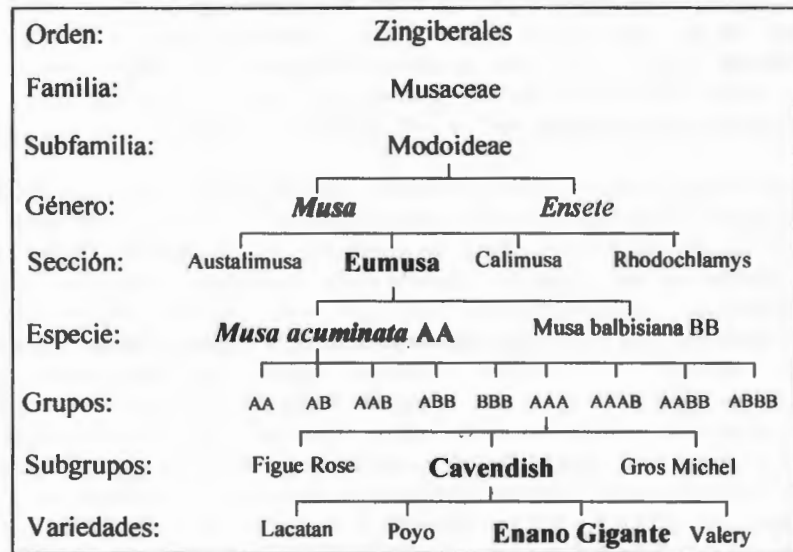 Orden: Zingiberales
Familia: Musaceae
Subfamilia: Modoideae
Género: Musa Ensete
Sección: Austalimusa Eumusa Calimusa Rhodochlamys
Especie: Musa acuminata AA Musa balbisiana BB
Grupos: AA AB AAB ABB BBB AAA AAAB AABB ABBB
Subgrupos: Figue Rose Cavendish Gros Michel
Variedades: Lacatan Poyo Enano Gigante Valery